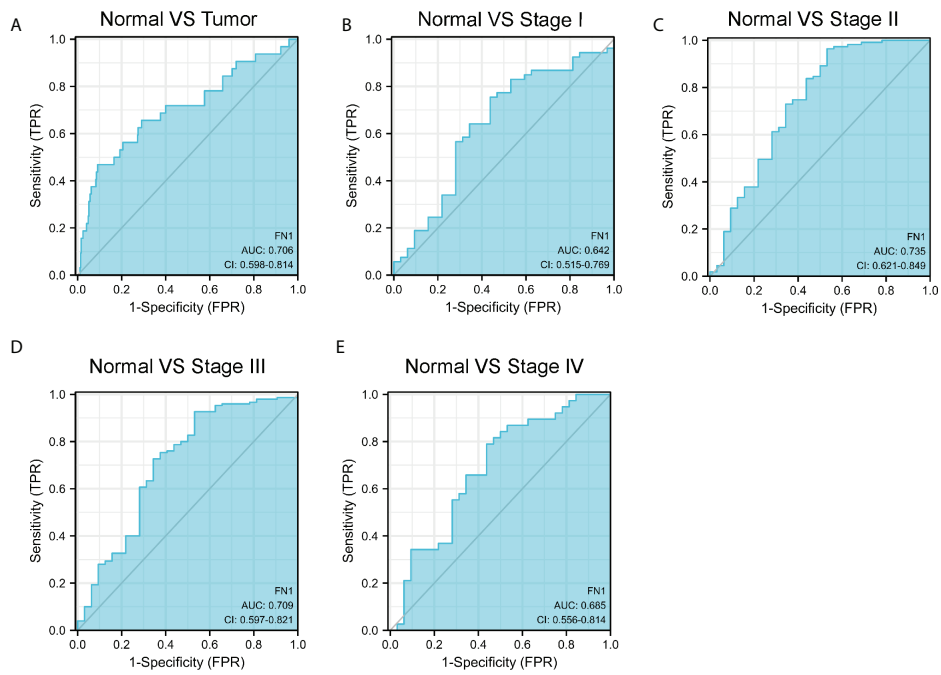 A
Normal VS Tumor
Sensitivity (TPR)
1.0
0.8
0.6
0.4
0.2
0.0
FN1
AUC: 0.706
CI: 0.598-0.814
0.0 0.2 0.4 0.6 0.8 1.0
1-Specificity (FPR)
B
Normal VS Stage I
Sensitivity (TPR)
1.0
0.8
0.6
0.4
0.2
0.0
FN1
AUC: 0.642
CI: 0.515-0.769
0.0 0.2 0.4 0.6 0.8 1.0
1-Specificity (FPR)
C
Normal VS Stage II
Sensitivity (TPR)
1.0
0.8
0.6
0.4
0.2
0.0
FN1
AUC: 0.735
CI: 0.621-0.849
0.0 0.2 0.4 0.6 0.8 1.0
1-Specificity (FPR)
D
Normal VS Stage III
Sensitivity (TPR)
1.0
0.8
0.6
0.4
0.2
0.0
FN1
AUC: 0.709
CI: 0.597-0.821
0.0 0.2 0.4 0.6 0.8 1.0
1-Specificity (FPR)
E
Normal VS Stage IV
Sensitivity (TPR)
1.0
0.8
0.6
0.4
0.2
0.0
FN1
AUC: 0.685
CI: 0.556-0.814
0.0 0.2 0.4 0.6 0.8 1.0
1-Specificity (FPR)